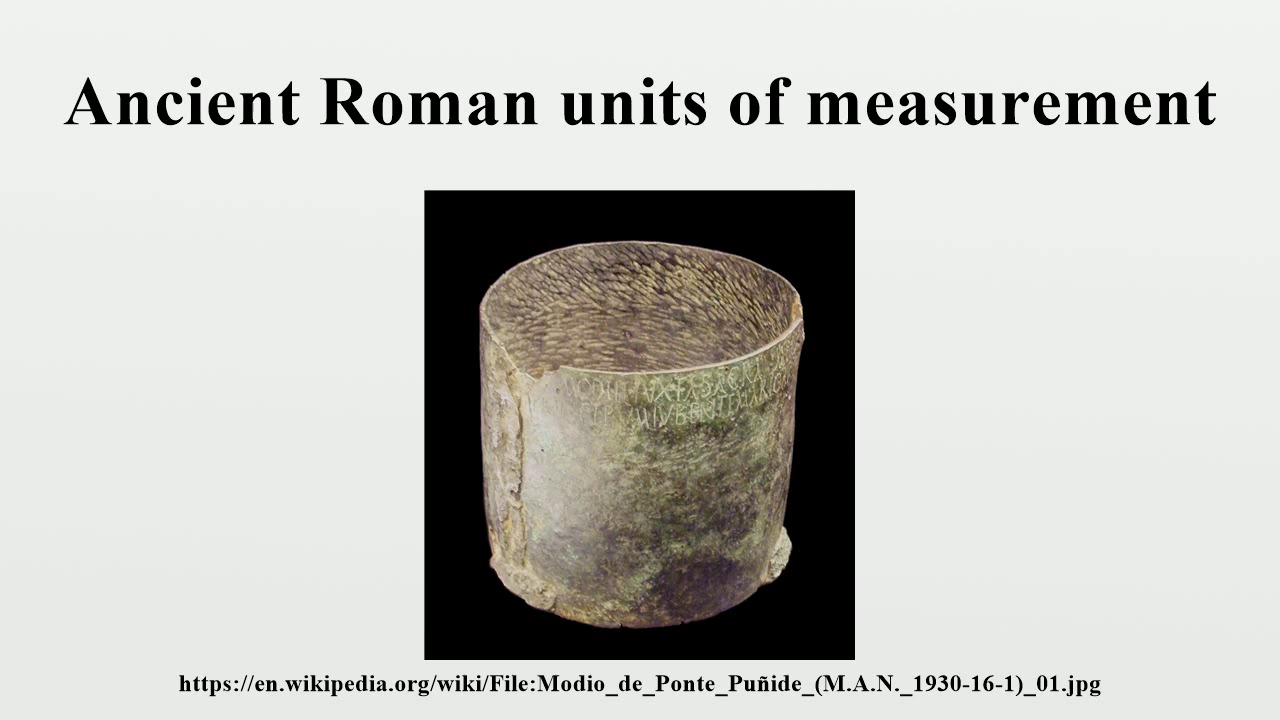 Ancient Roman units of measurement
https://en.wikipedia.org/wiki/File:Modio_de_Ponte_Puñide_(M.A.N._1930-16-1)_01.jpg